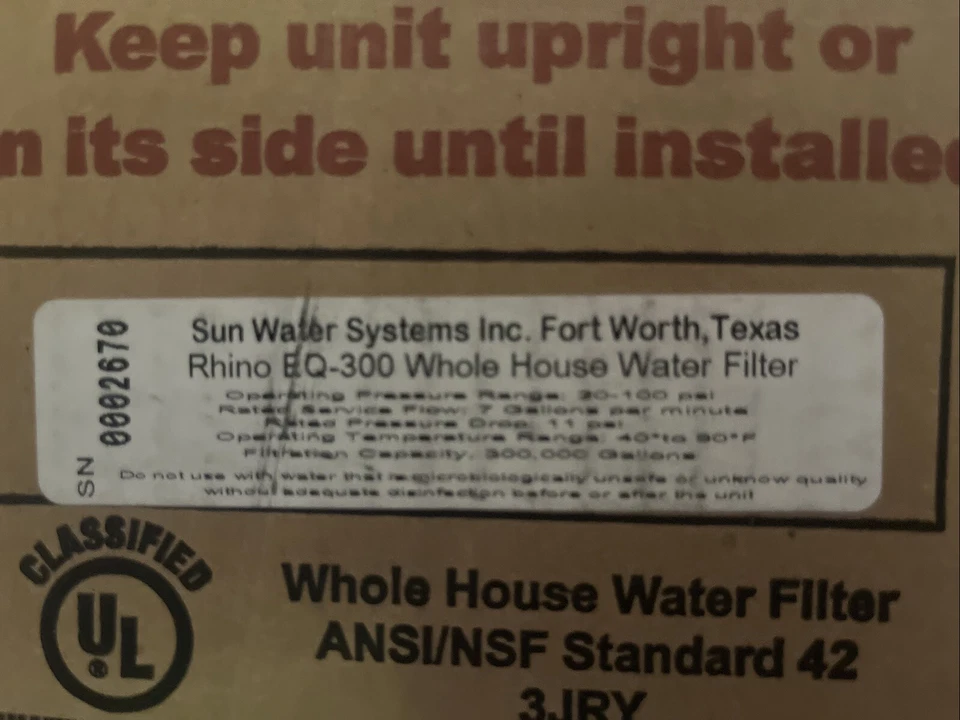 Keep unit upright or
n its side until installe
Sun Water Systems Inc. Fort Worth, Texas
Rhino EQ-300 Whole House Water Filter
Operating Pressure Range: 20-100 psi
Rated Service Flow: 7 Gallons per minute
Rated Pressure Drop: 11 psi
Operating Temperature Range: 40°to 90°F
Filtration Capacity: 300,000 Gallons
Do not use with water that is microbiologically unsafe or unknow quality
without adequate disinfection before or after the unit
SN 0002670
CLASSIFIED
UL
®
Whole House Water Filter
ANSI/NSF Standard 42
3JRY